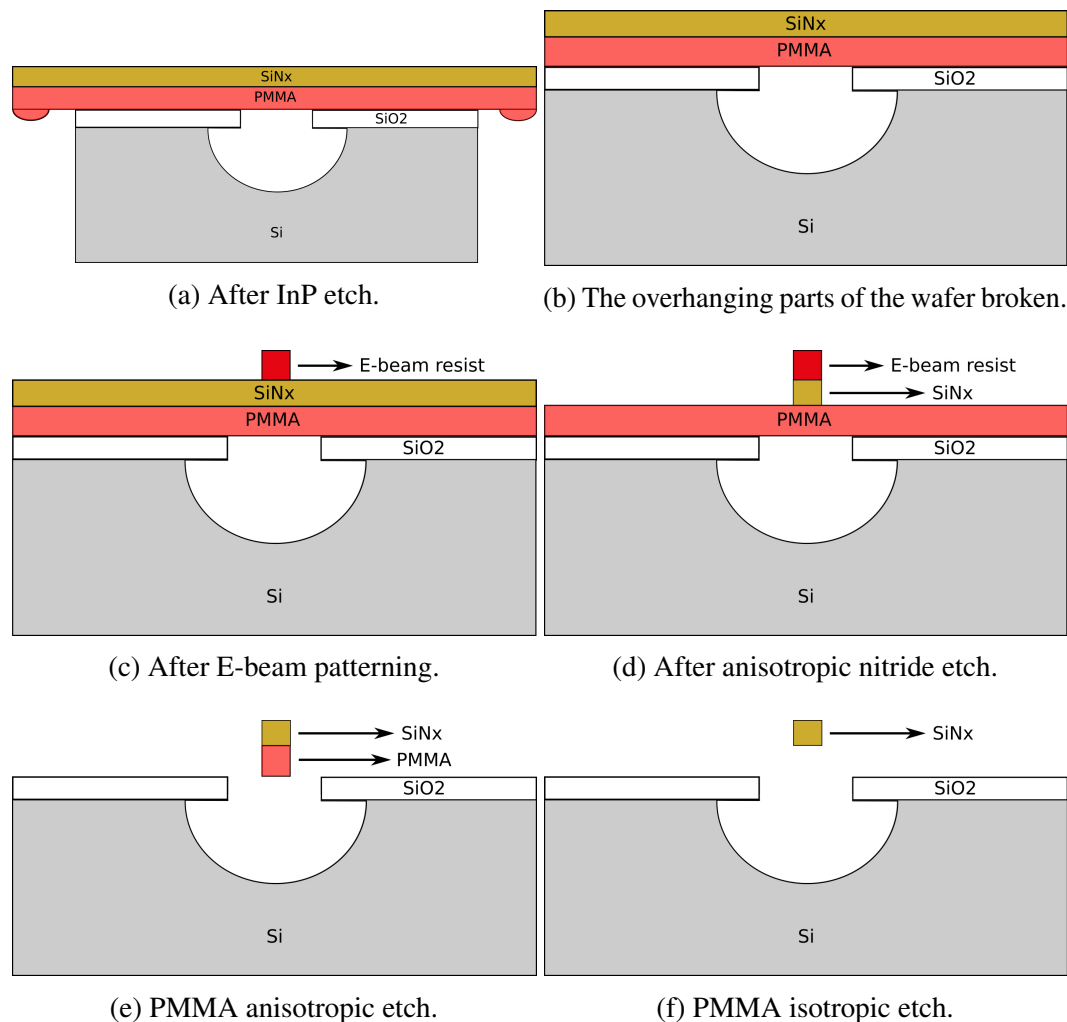 SiNx
PMMA
SiO2
Si
(a) After InP etch.
SiNx
PMMA
SiO2
Si
(b) The overhanging parts of the wafer broken.
E-beam resist
SiNx
PMMA
SiO2
Si
(c) After E-beam patterning.
E-beam resist
SiNx
PMMA
SiO2
Si
(d) After anisotropic nitride etch.
SiNx
PMMA
SiO2
Si
(e) PMMA anisotropic etch.
SiNx
SiO2
Si
(f) PMMA isotropic etch.